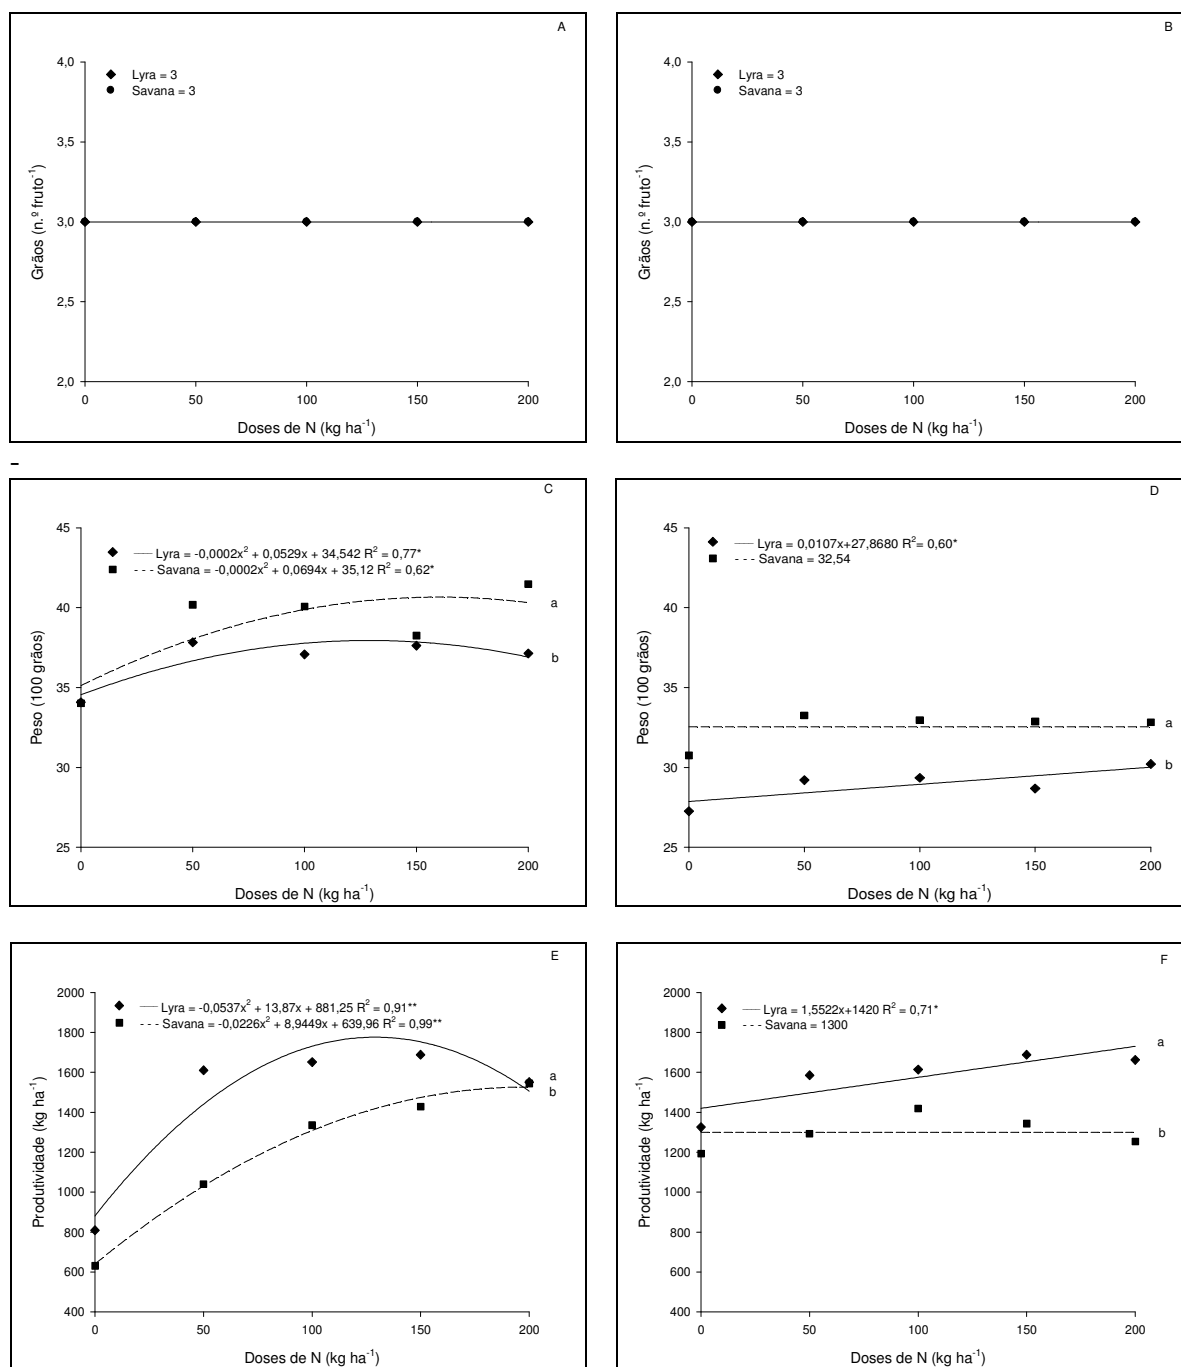 A
Lyra = 3
Savana = 3
4,0
3,5
3,0
2,5
2,0
Grãos (n.º fruto-1)
0 50 100 150 200
Doses de N (kg ha-1)
B
Lyra = 3
Savana = 3
4,0
3,5
3,0
2,5
2,0
Grãos (n.º fruto-1)
0 50 100 150 200
Doses de N (kg ha-1)
C
Lyra = -0,0002x2 + 0,0529x + 34,542 R2 = 0,77*
Savana = -0,0002x2 + 0,0694x + 35,12 R2 = 0,62*
45
40
35
30
25
Peso (100 grãos)
a
b
0 50 100 150 200
Doses de N (kg ha-1)
D
Lyra = 0,0107x+27,8680 R2= 0,60*
Savana = 32,54
45
40
35
30
25
Peso (100 grãos)
a
b
0 50 100 150 200
Doses de N (kg ha-1)
E
Lyra = -0,0537x2 + 13,87x + 881,25 R2 = 0,91**
Savana = -0,0226x2 + 8,9449x + 639,96 R2 = 0,99**
2000
1800
1600
1400
1200
1000
800
600
400
Produtividade (kg ha-1)
a
b
0 50 100 150 200
Doses de N (kg ha-1)
F
Lyra = 1,5522x+1420 R2 = 0,71*
Savana = 1300
2000
1800
1600
1400
1200
1000
800
600
400
Produtividade (kg ha-1)
a
b
0 50 100 150 200
Doses de N (kg ha-1)